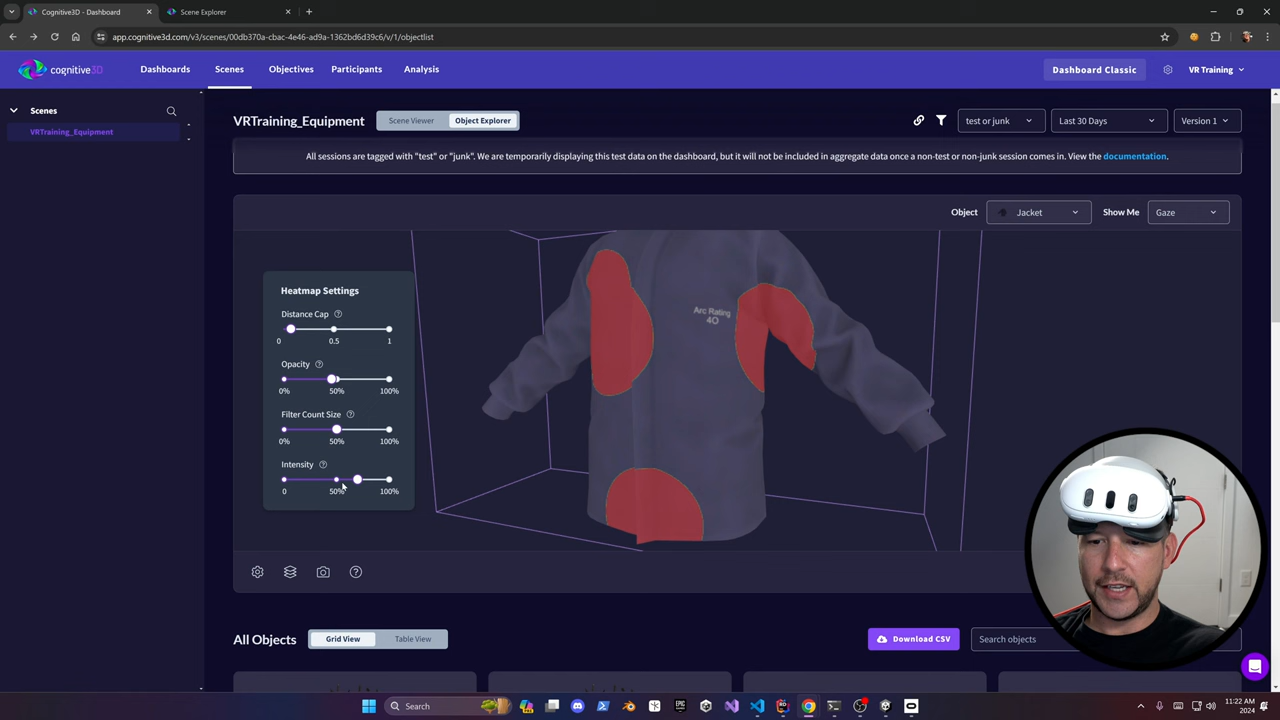 Cognitive3D - Dashboard
Scene Explorer
app.cognitive3d.com/v3/scenes/00db370a-cbac-4e46-ad9a-1362bd6d39c6/v/1/objectlist
cognitive3D
Dashboards
Scenes
Objectives
Participants
Analysis
Dashboard Classic
VR Training
Scenes
VRTraining_Equipment
VRTraining_Equipment
Scene Viewer
Object Explorer
test or junk
Last 30 Days
Version 1
All sessions are tagged with "test" or "junk". We are temporarily displaying this test data on the dashboard, but it will not be included in aggregate data once a non-test or non-junk session comes in. View the documentation.
Object
Jacket
Show Me
Gaze
Heatmap Settings
Distance Cap
0 0.5 1
Opacity
0% 50% 100%
Filter Count Size
0% 50% 100%
Intensity
0 50% 100%
Arc Rating
40
All Objects
Grid View
Table View
Download CSV
Search objects
Search
11:22 AM
2024